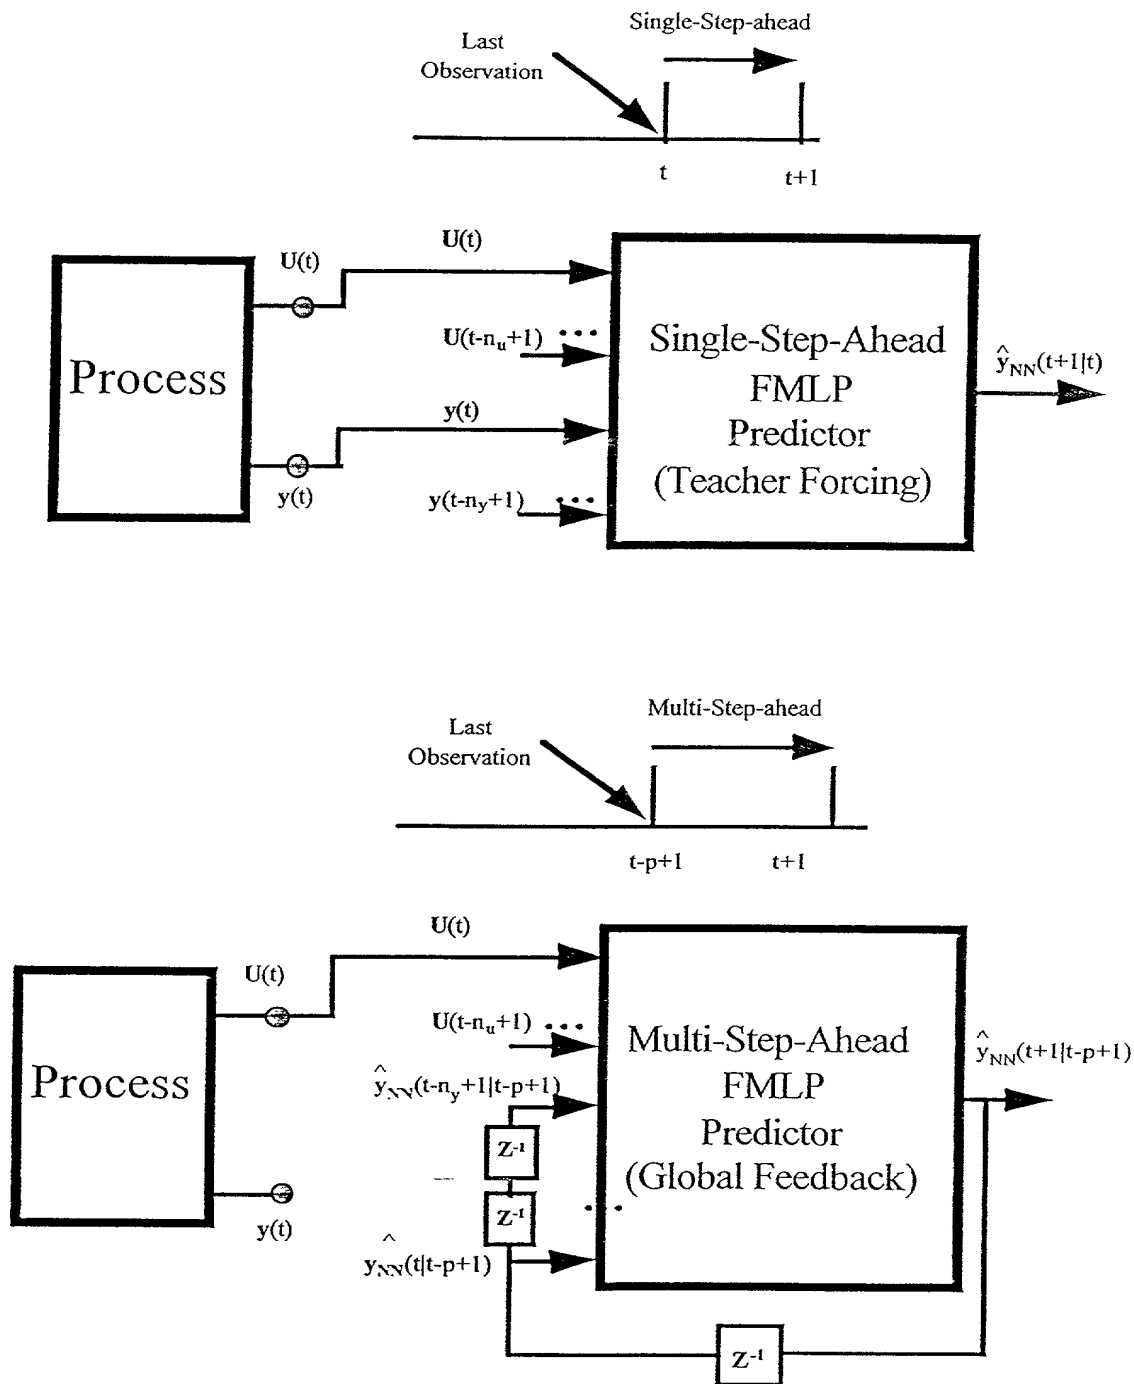 Single-Step-ahead
Last
Observation
t
t+1
U(t)
U(t)
U(t-nᵤ+1)
...
Process
Single-Step-Ahead
FMLP
Predictor
(Teacher Forcing)
ŷ_NN(t+1|t)
y(t)
y(t)
y(t-n_y+1)
...
Multi-Step-ahead
Last
Observation
t-p+1
t+1
U(t)
U(t)
U(t-nᵤ+1)
...
Process
Multi-Step-Ahead
FMLP
Predictor
(Global Feedback)
ŷ_NN(t+1|t-p+1)
ŷ_NN(t-n_y+1|t-p+1)
Z⁻¹
Z⁻¹
...
y(t)
ŷ_NN(t|t-p+1)
Z⁻¹